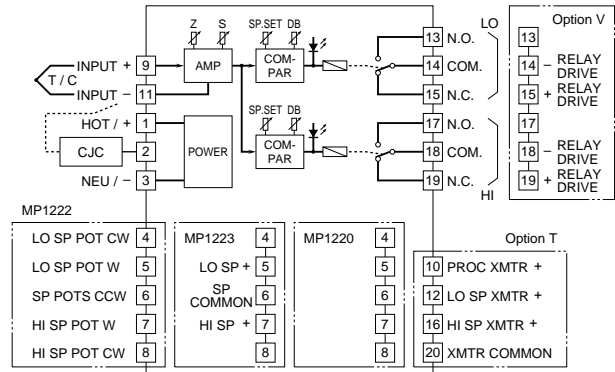 Z S SP.SET DB LO Option V
INPUT + 9 AMP COM-PAR 13 N.O. 13
T / C 14 COM. 14 − RELAY DRIVE
INPUT − 11 15 N.C. 15 + RELAY DRIVE
HOT / + 1 SP.SET DB 17 N.O. 17
CJC 2 POWER COM-PAR 18 COM. 18 − RELAY DRIVE
NEU / − 3 19 N.C. 19 + RELAY DRIVE
HI
MP1222
LO SP POT CW 4
LO SP POT W 5
SP POTS CCW 6
HI SP POT W 7
HI SP POT CW 8
MP1223 4
LO SP + 5
SP COMMON 6
HI SP + 7
8
MP1220 4
5
6
7
8
Option T
10 PROC XMTR +
12 LO SP XMTR +
16 HI SP XMTR +
20 XMTR COMMON